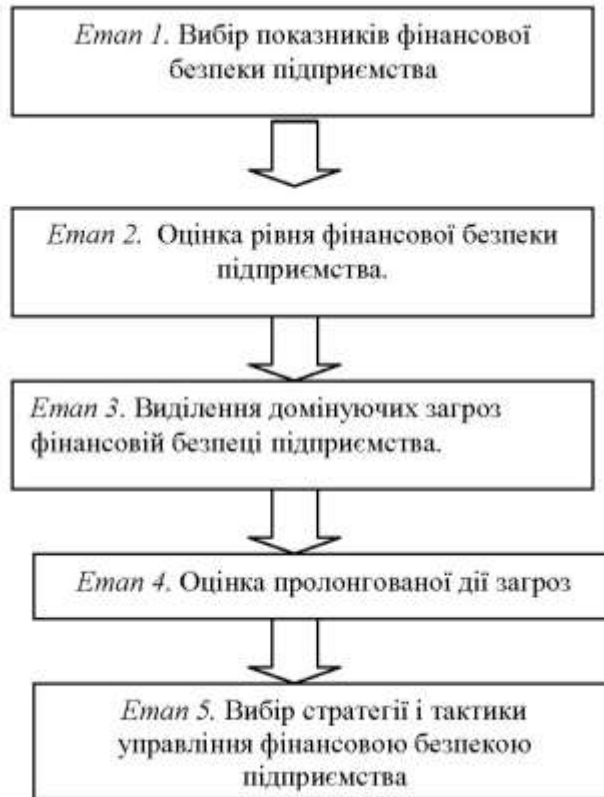 Етап 1. Вибір показників фінансової
безпеки підприємства
Етап 2. Оцінка рівня фінансової безпеки
підприємства.
Етап 3. Виділення домінуючих загроз
фінансовій безпеці підприємства.
Етап 4. Оцінка пролонгованої дії загроз
Етап 5. Вибір стратегії і тактики
управління фінансовою безпекою
підприємства